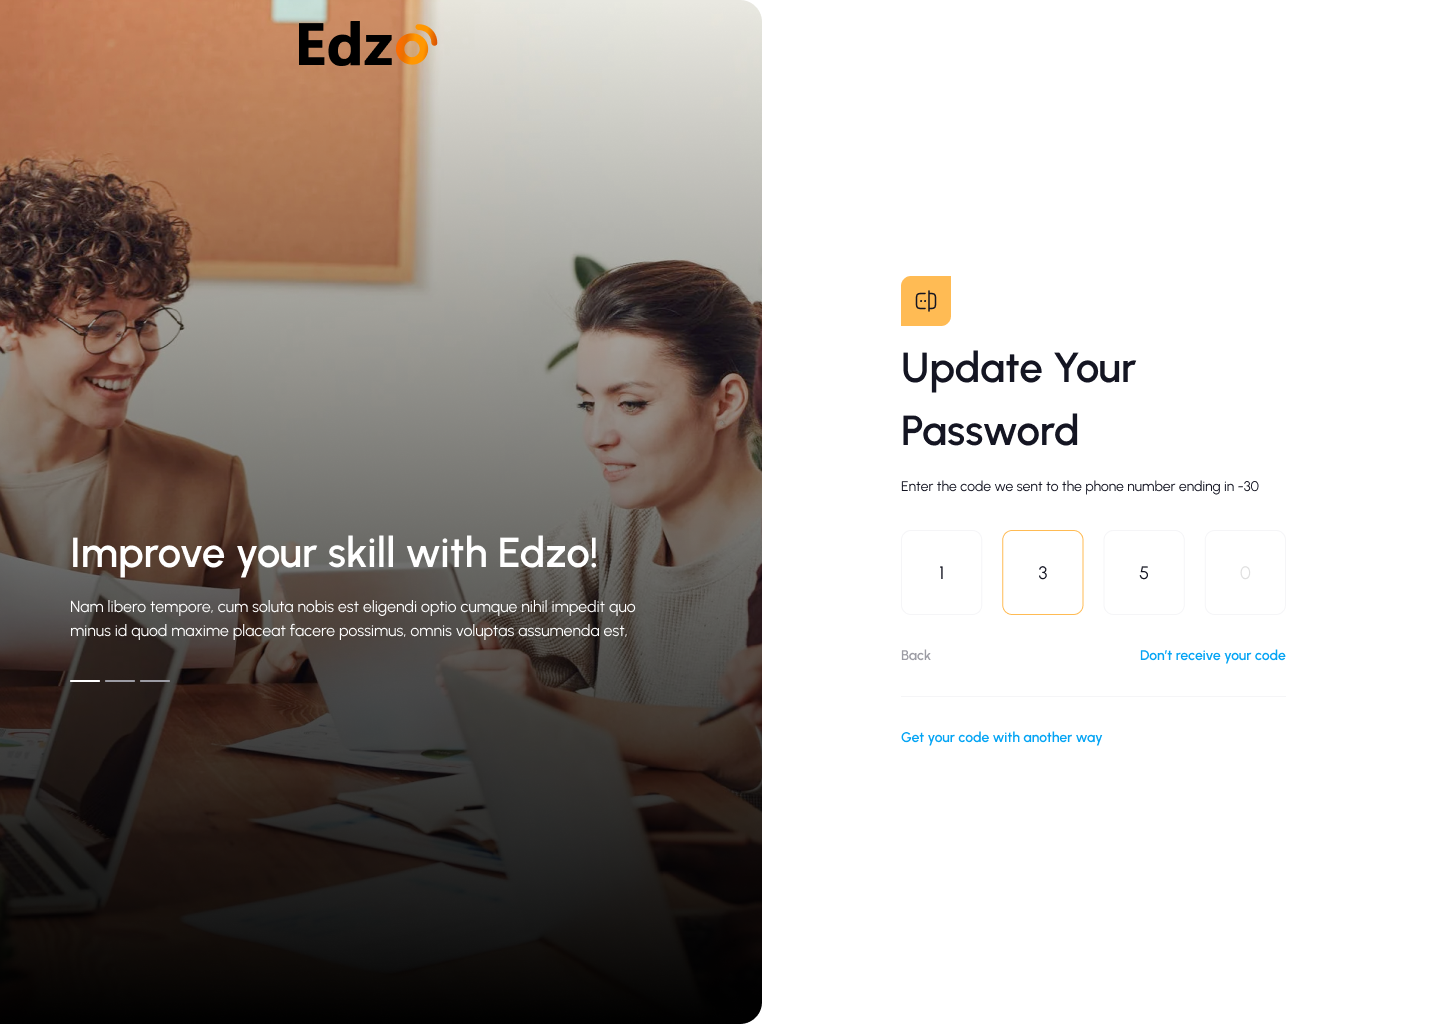 Edzo
Improve your skill with Edzo!
Nam libero tempore, cum soluta nobis est eligendi optio cumque nihil impedit quo
minus id quod maxime placeat facere possimus, omnis voluptas assumenda est,
Update Your
Password
Enter the code we sent to the phone number ending in -30
1 3 5 0
Back Don’t receive your code
Get your code with another way